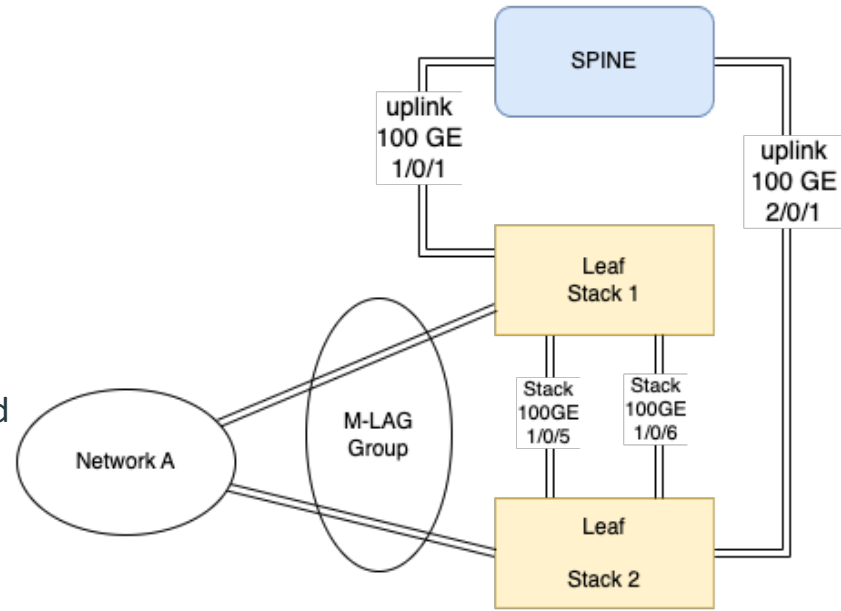 SPINE
uplink
100 GE
1/0/1
uplink
100 GE
2/0/1
Leaf
Stack 1
Stack
100GE
1/0/5
Stack
100GE
1/0/6
M-LAG
Group
d
Network A
Leaf
Stack 2